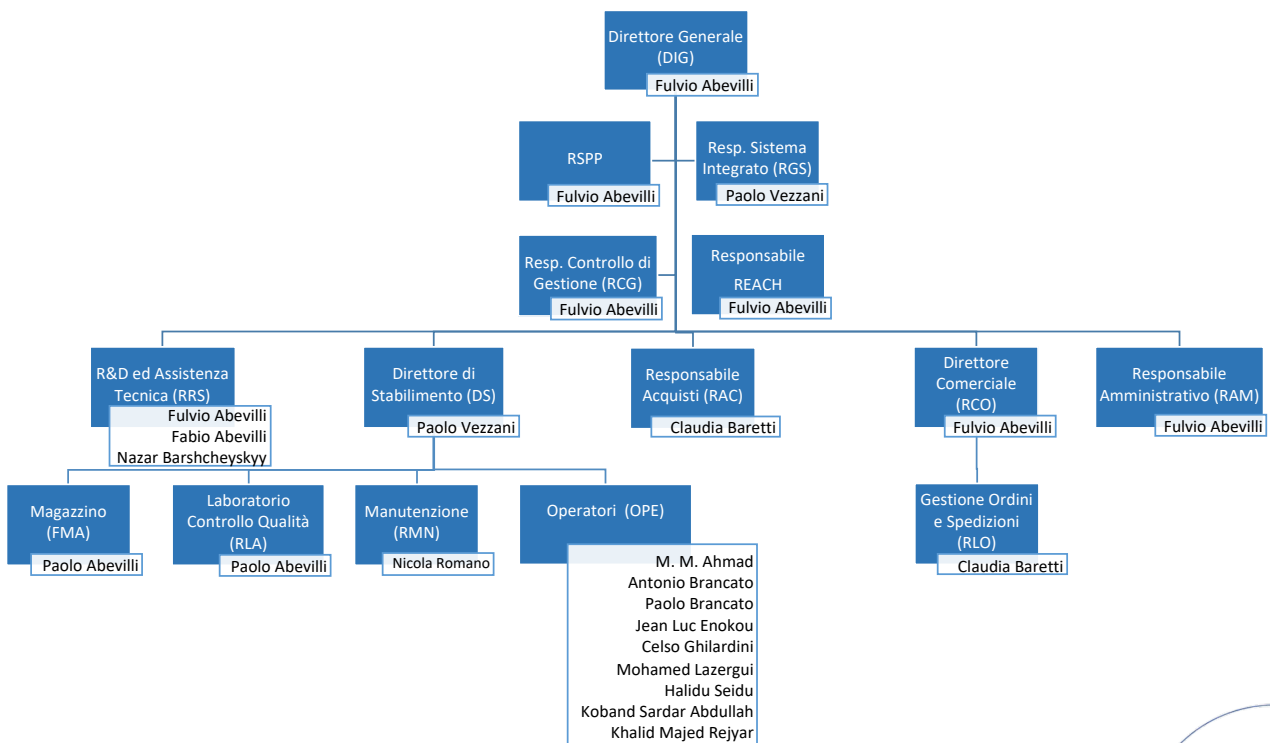 Direttore Generale
(DIG)
Fulvio Abevilli
RSPP
Fulvio Abevilli
Resp. Sistema
Integrato (RGS)
Paolo Vezzani
Resp. Controllo di
Gestione (RCG)
Fulvio Abevilli
Responsabile
REACH
Fulvio Abevilli
R&D ed Assistenza
Tecnica (RRS)
Fulvio Abevilli
Fabio Abevilli
Nazar Barshcheyskyy
Direttore di
Stabilimento (DS)
Paolo Vezzani
Responsabile
Acquisti (RAC)
Claudia Baretti
Direttore
Comerciale
(RCO)
Fulvio Abevilli
Responsabile
Amministrativo (RAM)
Fulvio Abevilli
Magazzino
(FMA)
Paolo Abevilli
Laboratorio
Controllo Qualità
(RLA)
Paolo Abevilli
Manutenzione
(RMN)
Nicola Romano
Operatori (OPE)
M. M. Ahmad
Antonio Brancato
Paolo Brancato
Jean Luc Enokou
Celso Ghilardini
Mohamed Lazergui
Halidu Seidu
Koband Sardar Abdullah
Khalid Majed Rejyar
Gestione Ordini
e Spedizioni
(RLO)
Claudia Baretti